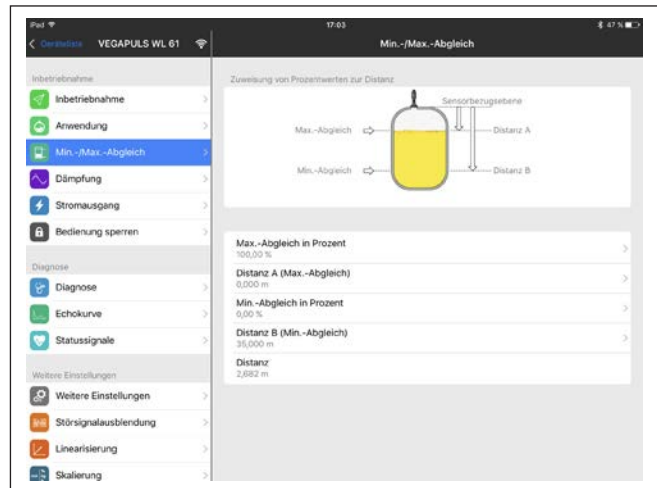 iPad
17:03
47 %
Geräteliste
VEGAPULS WL 61
Min.-/Max.-Abgleich
Inbetriebnahme
Inbetriebnahme
Anwendung
Min.-/Max.-Abgleich
Dämpfung
Stromausgang
Bedienung sperren
Diagnose
Diagnose
Echokurve
Statussignale
Weitere Einstellungen
Weitere Einstellungen
Störsignalausblendung
Linearisierung
Skalierung
Zuweisung von Prozentwerten zur Distanz
Sensorbezugsebene
Max.-Abgleich
Distanz A
Min.-Abgleich
Distanz B
Max.-Abgleich in Prozent
100,00 %
Distanz A (Max.-Abgleich)
0,000 m
Min.-Abgleich in Prozent
0,00 %
Distanz B (Min.-Abgleich)
35,000 m
Distanz
2,682 m